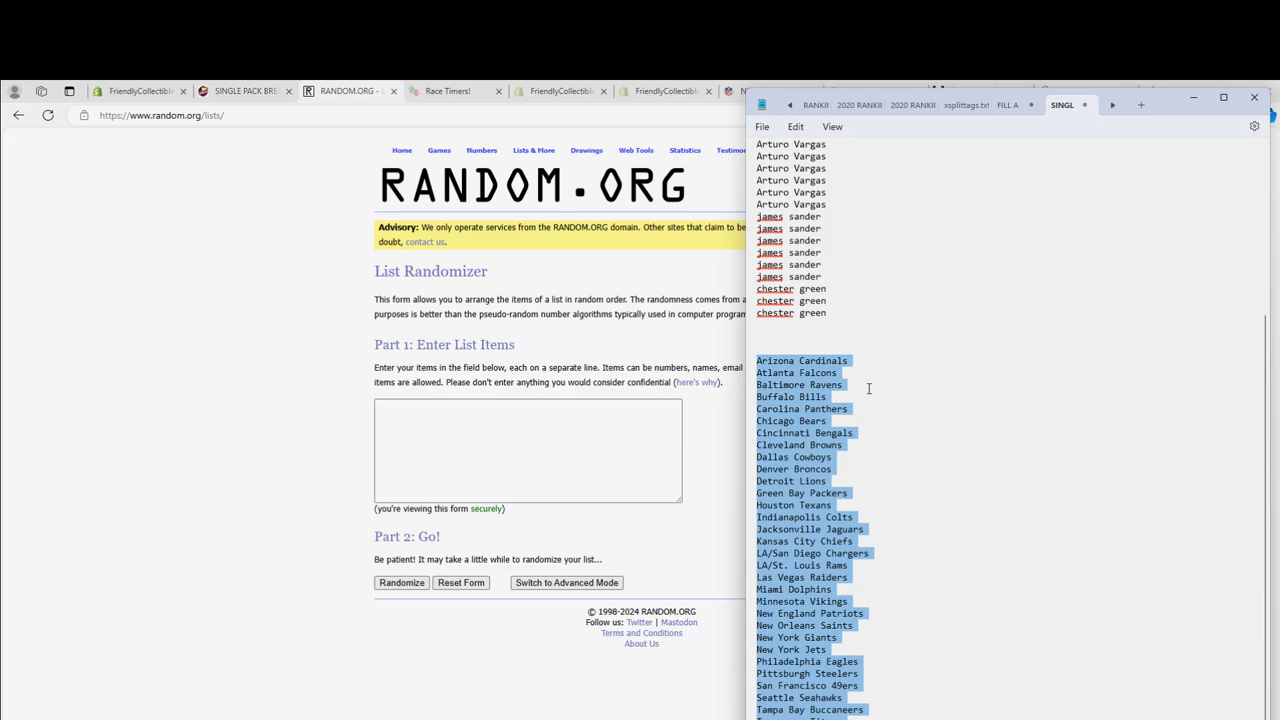 FriendlyCollectible
SINGLE PACK BRE
RANDOM.ORG - L
Race Timers!
FriendlyCollectible
FriendlyCollectible
https://www.random.org/lists/
Home Games Numbers Lists & More Drawings Web Tools Statistics Testimon
RANDOM.ORG
Advisory: We only operate services from the RANDOM.ORG domain. Other sites that claim to be
doubt, contact us.
List Randomizer
This form allows you to arrange the items of a list in random order. The randomness comes from a
purposes is better than the pseudo-random number algorithms typically used in computer program
Part 1: Enter List Items
Enter your items in the field below, each on a separate line. Items can be numbers, names, email
items are allowed. Please don't enter anything you would consider confidential (here's why).
(you're viewing this form securely)
Part 2: Go!
Be patient! It may take a little while to randomize your list...
Randomize Reset Form Switch to Advanced Mode
© 1998-2024 RANDOM.ORG
Follow us: Twitter | Mastodon
Terms and Conditions
About Us
RANKII 2020 RANKII 2020 RANKII xsplittags.txt FILL A SINGL
File Edit View
Arturo Vargas
Arturo Vargas
Arturo Vargas
Arturo Vargas
Arturo Vargas
Arturo Vargas
james sander
james sander
james sander
james sander
james sander
james sander
chester green
chester green
chester green
Arizona Cardinals
Atlanta Falcons
Baltimore Ravens
Buffalo Bills
Carolina Panthers
Chicago Bears
Cincinnati Bengals
Cleveland Browns
Dallas Cowboys
Denver Broncos
Detroit Lions
Green Bay Packers
Houston Texans
Indianapolis Colts
Jacksonville Jaguars
Kansas City Chiefs
LA/San Diego Chargers
LA/St. Louis Rams
Las Vegas Raiders
Miami Dolphins
Minnesota Vikings
New England Patriots
New Orleans Saints
New York Giants
New York Jets
Philadelphia Eagles
Pittsburgh Steelers
San Francisco 49ers
Seattle Seahawks
Tampa Bay Buccaneers